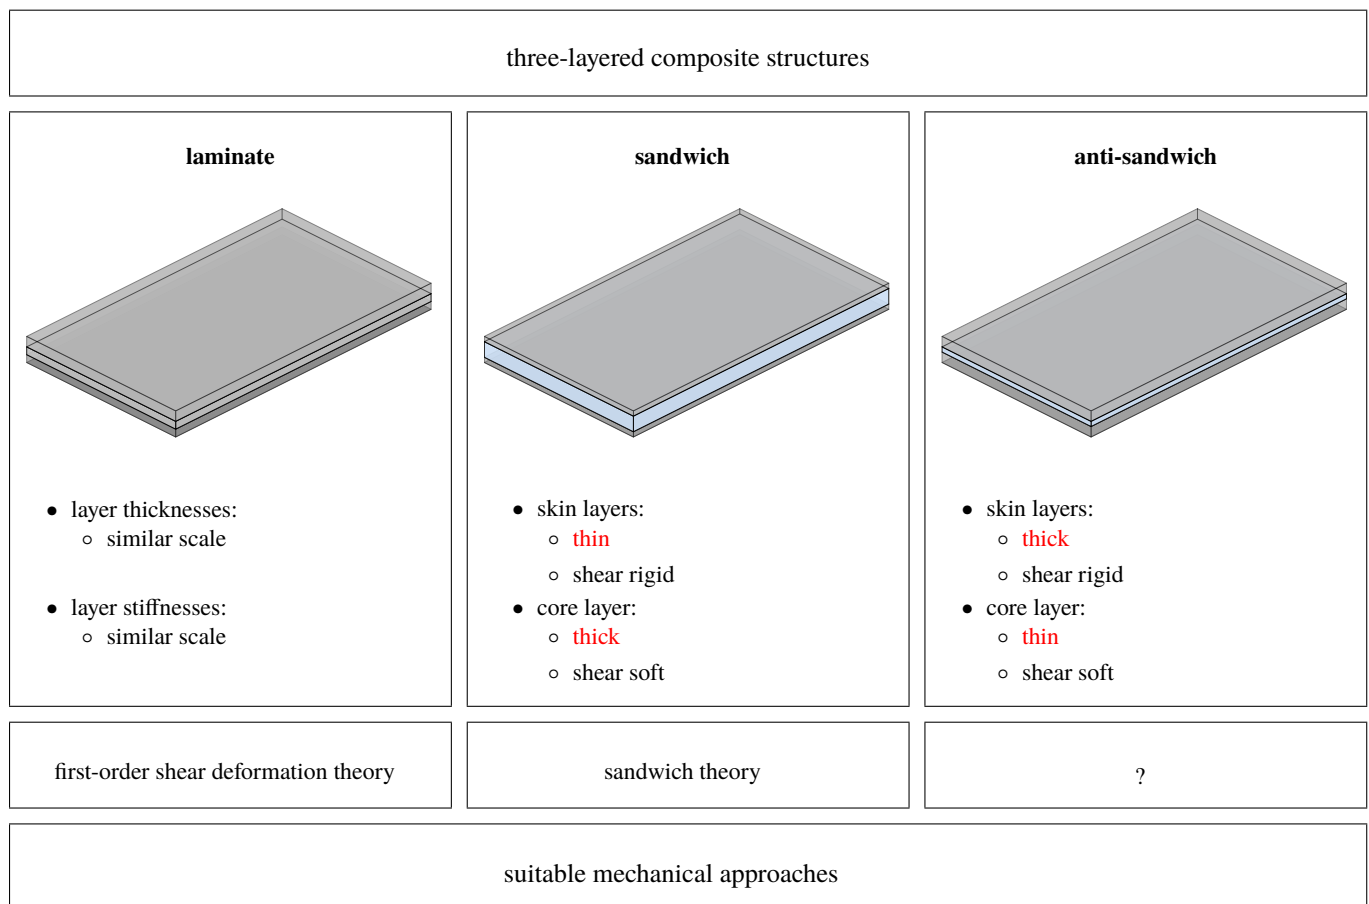 three-layered composite structures
laminate
• layer thicknesses:
◦ similar scale
• layer stiffnesses:
◦ similar scale
sandwich
• skin layers:
◦ thin
◦ shear rigid
• core layer:
◦ thick
◦ shear soft
anti-sandwich
• skin layers:
◦ thick
◦ shear rigid
• core layer:
◦ thin
◦ shear soft
first-order shear deformation theory
sandwich theory
?
suitable mechanical approaches